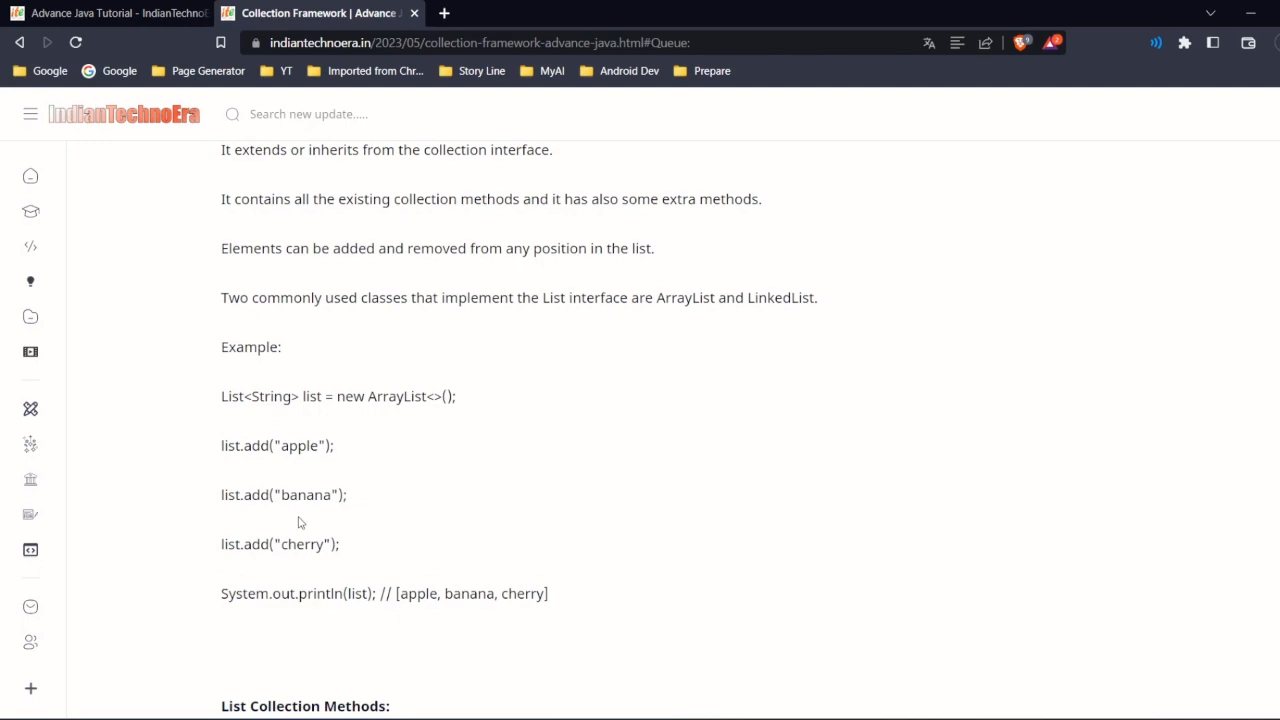 Advance Java Tutorial - IndianTechnoE
Collection Framework | Advance J
indiantechnoera.in/2023/05/collection-framework-advance-java.html#Queue:
9
2
Google
Google
Page Generator
YT
Imported from Chr...
Story Line
MyAI
Android Dev
Prepare
IndianTechnoEra
Search new update.....
It extends or inherits from the collection interface.
It contains all the existing collection methods and it has also some extra methods.
Elements can be added and removed from any position in the list.
Two commonly used classes that implement the List interface are ArrayList and LinkedList.
Example:
List<String> list = new ArrayList<>();
list.add("apple");
list.add("banana");
list.add("cherry");
System.out.println(list); // [apple, banana, cherry]
List Collection Methods: